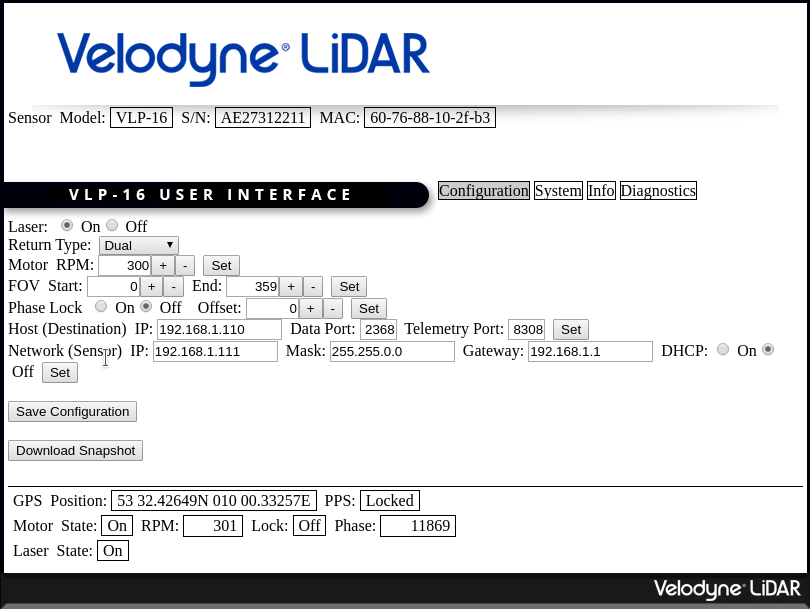 Velodyne® LiDAR
Sensor Model: VLP-16 S/N: AE27312211 MAC: 60-76-88-10-2f-b3
VLP-16 USER INTERFACE Configuration System Info Diagnostics
Laser: On Off
Return Type: Dual
Motor RPM: 300 + - Set
FOV Start: 0 + - End: 359 + - Set
Phase Lock On Off Offset: 0 + - Set
Host (Destination) IP: 192.168.1.110 Data Port: 2368 Telemetry Port: 8308 Set
Network (Sensor) IP: 192.168.1.111 Mask: 255.255.0.0 Gateway: 192.168.1.1 DHCP: On
Off Set
Save Configuration
Download Snapshot
GPS Position: 53 32.42649N 010 00.33257E PPS: Locked
Motor State: On RPM: 301 Lock: Off Phase: 11869
Laser State: On
Velodyne® LiDAR